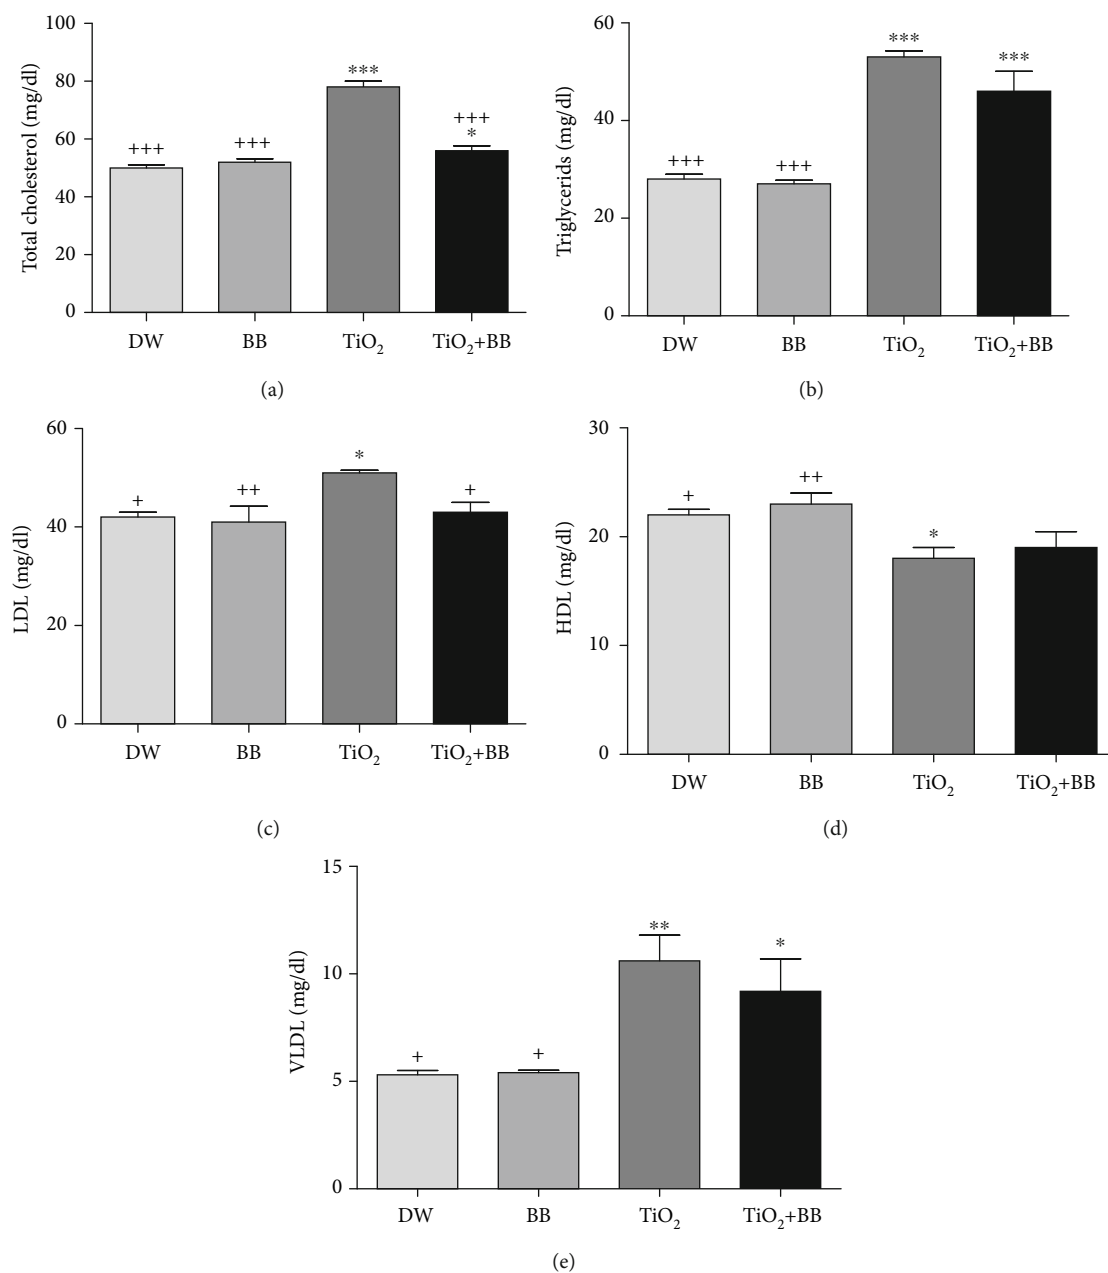 100
80
60
40
20
0
Total cholesterol (mg/dl)
+++
+++
***
+++
*
DW
BB
TiO₂
TiO₂+BB
(a)
60
40
20
0
Triglycerids (mg/dl)
+++
+++
***
***
DW
BB
TiO₂
TiO₂+BB
(b)
60
40
20
0
LDL (mg/dl)
+
++
*
+
DW
BB
TiO₂
TiO₂+BB
(c)
30
20
10
0
HDL (mg/dl)
+
++
*
DW
BB
TiO₂
TiO₂+BB
(d)
15
10
5
0
VLDL (mg/dl)
+
+
**
*
DW
BB
TiO₂
TiO₂+BB
(e)